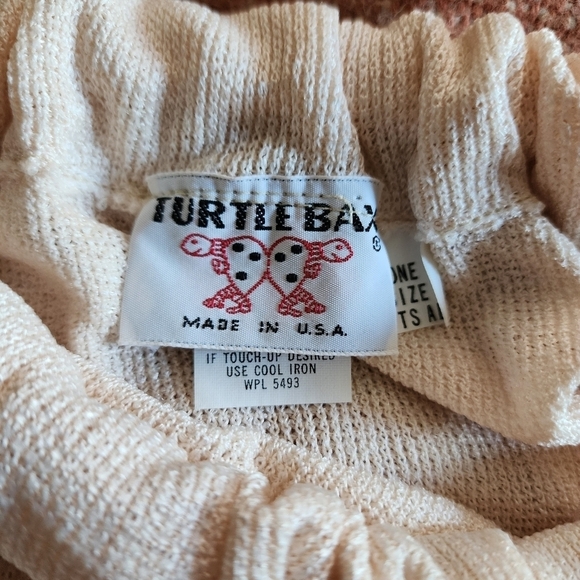 TURTLE BAX
®
ONE
SIZE
MADE IN U.S.A.
IF TOUCH-UP DESIRED
USE COOL IRON
WPL 5493